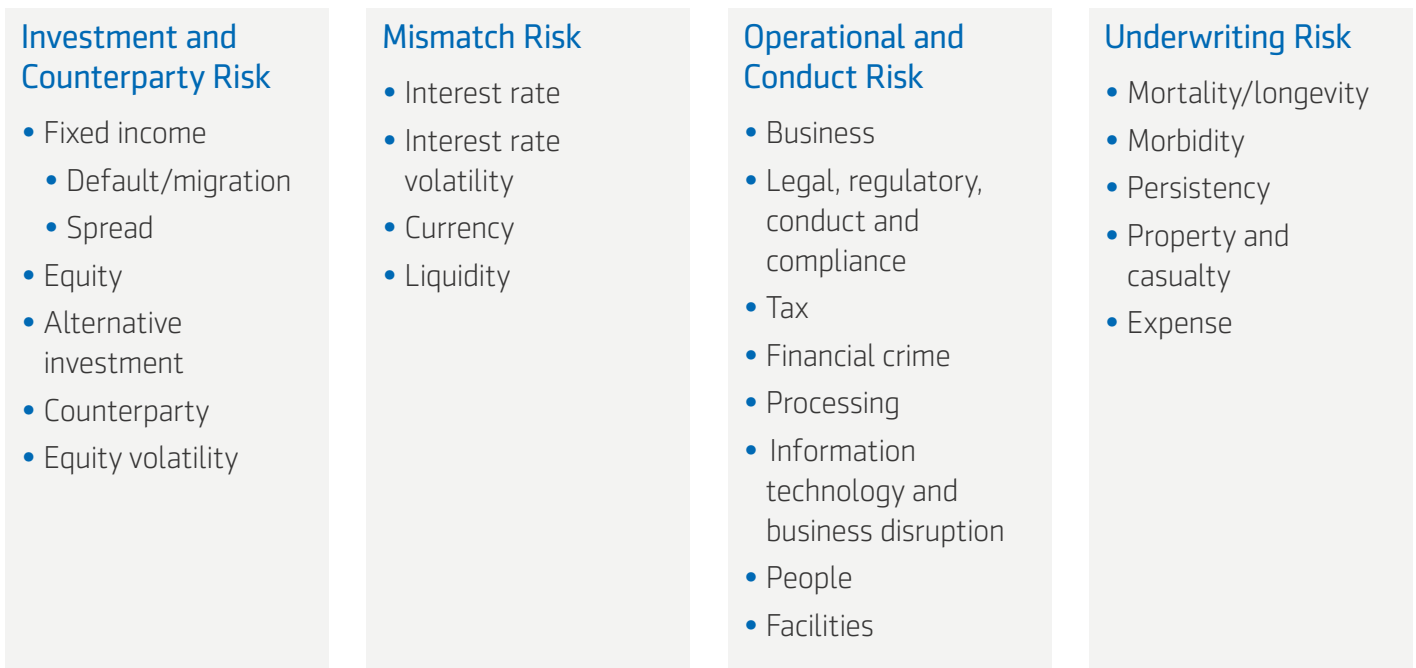 Investment and
Counterparty Risk
• Fixed income
• Default/migration
• Spread
• Equity
• Alternative
investment
• Counterparty
• Equity volatility
Mismatch Risk
• Interest rate
• Interest rate
volatility
• Currency
• Liquidity
Operational and
Conduct Risk
• Business
• Legal, regulatory,
conduct and
compliance
• Tax
• Financial crime
• Processing
• Information
technology and
business disruption
• People
• Facilities
Underwriting Risk
• Mortality/longevity
• Morbidity
• Persistency
• Property and
casualty
• Expense